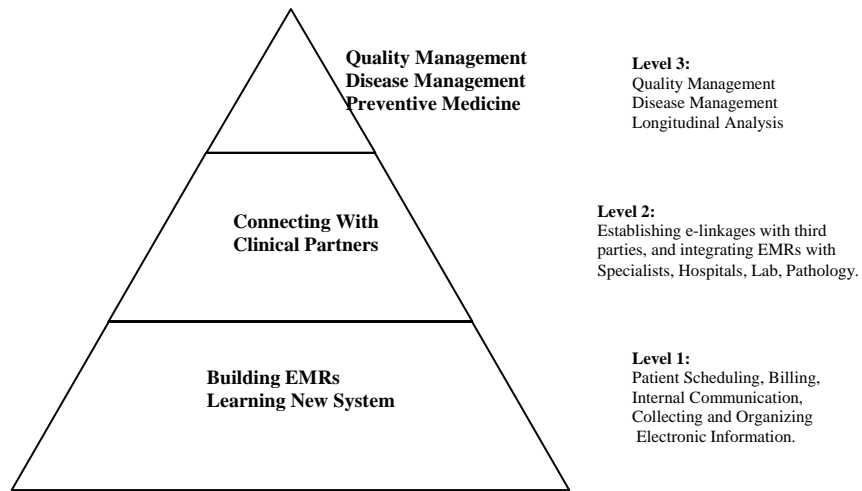 Quality Management
Disease Management
Preventive Medicine
Level 3:
Quality Management
Disease Management
Longitudinal Analysis
Connecting With
Clinical Partners
Level 2:
Establishing e-linkages with third
parties, and integrating EMRs with
Specialists, Hospitals, Lab, Pathology.
Building EMRs
Learning New System
Level 1:
Patient Scheduling, Billing,
Internal Communication,
Collecting and Organizing
Electronic Information.